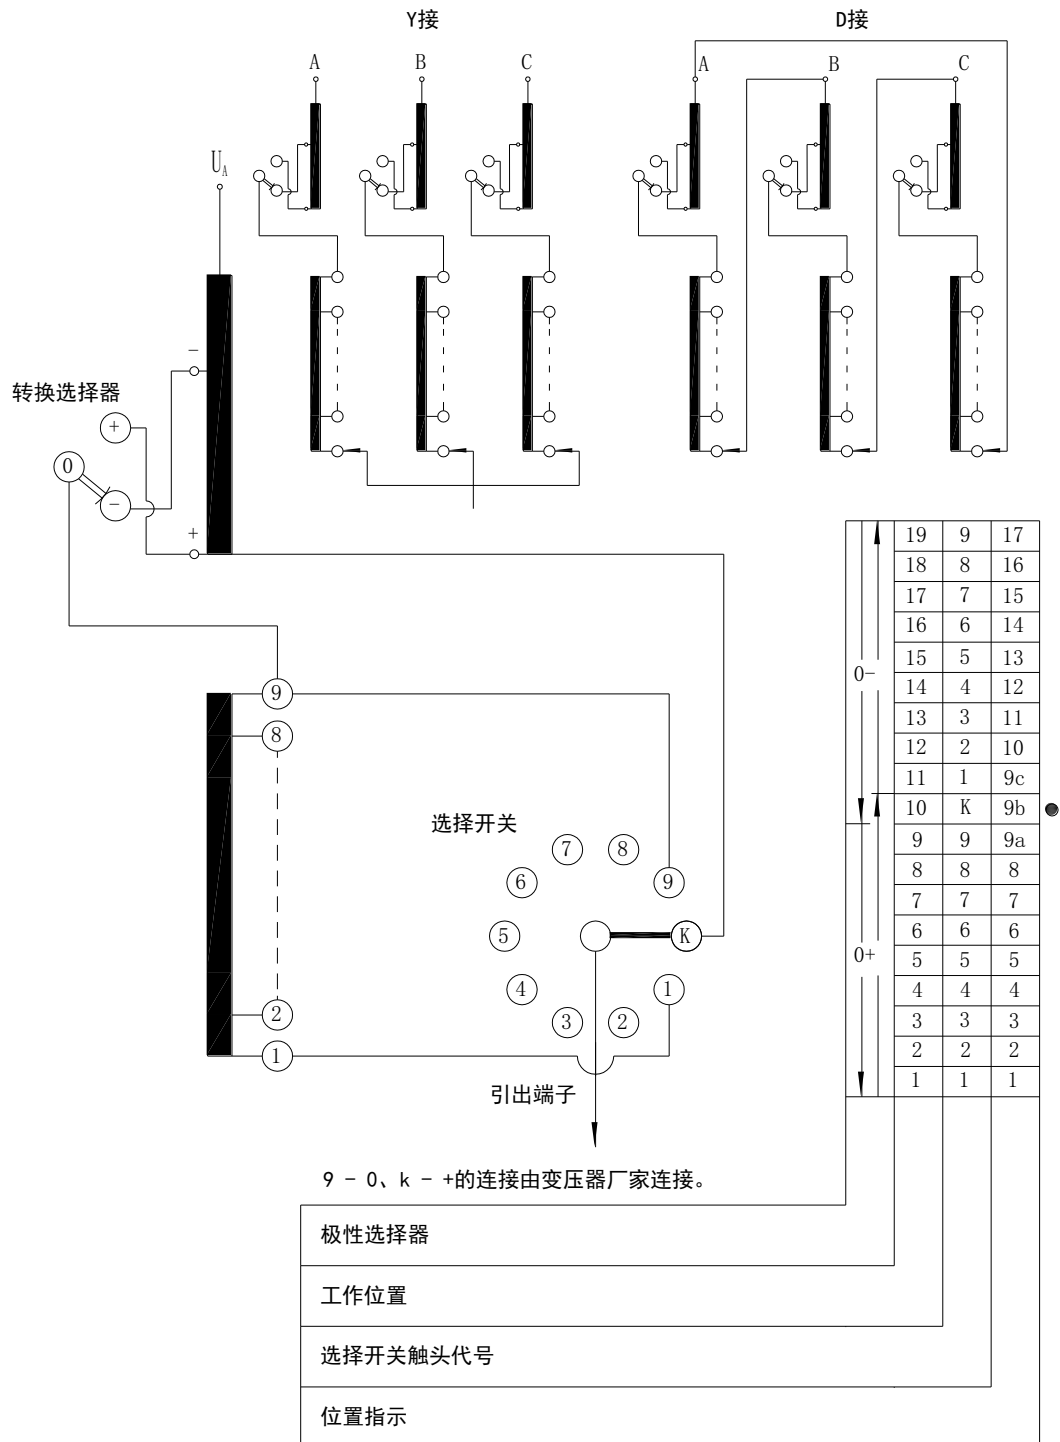 Y接 D接
A B C A B C
U_A
−
转换选择器
+
0
−
+
19 9 17
18 8 16
17 7 15
16 6 14
15 5 13
0−
14 4 12
13 3 11
12 2 10
11 1 9c
10 K 9b
9 9 9a
8 8 8
7 7 7
6 6 6
0+
5 5 5
4 4 4
3 3 3
2 2 2
1 1 1
9
8
2
1
选择开关
7 8
6 9
5 K
4 1
3 2
引出端子
9 - 0、k - +的连接由变压器厂家连接。
极性选择器
工作位置
选择开关触头代号
位置指示